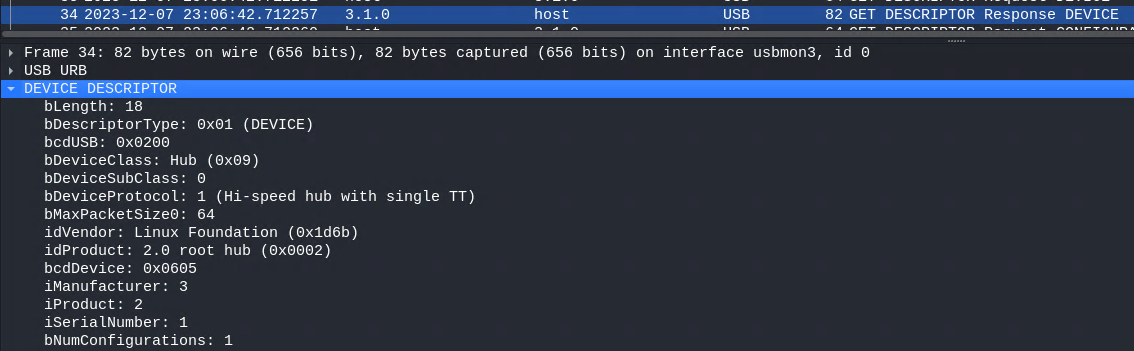 34 2023-12-07 23:06:42.712257 3.1.0 host USB 82 GET DESCRIPTOR Response DEVICE
Frame 34: 82 bytes on wire (656 bits), 82 bytes captured (656 bits) on interface usbmon3, id 0
USB URB
DEVICE DESCRIPTOR
bLength: 18
bDescriptorType: 0x01 (DEVICE)
bcdUSB: 0x0200
bDeviceClass: Hub (0x09)
bDeviceSubClass: 0
bDeviceProtocol: 1 (Hi-speed hub with single TT)
bMaxPacketSize0: 64
idVendor: Linux Foundation (0x1d6b)
idProduct: 2.0 root hub (0x0002)
bcdDevice: 0x0605
iManufacturer: 3
iProduct: 2
iSerialNumber: 1
bNumConfigurations: 1